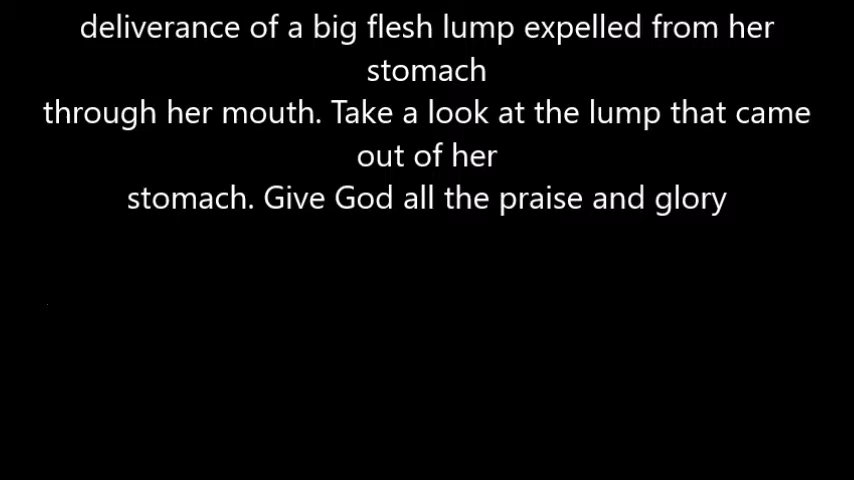 deliverance of a big flesh lump expelled from her
stomach
through her mouth. Take a look at the lump that came
out of her
stomach. Give God all the praise and glory